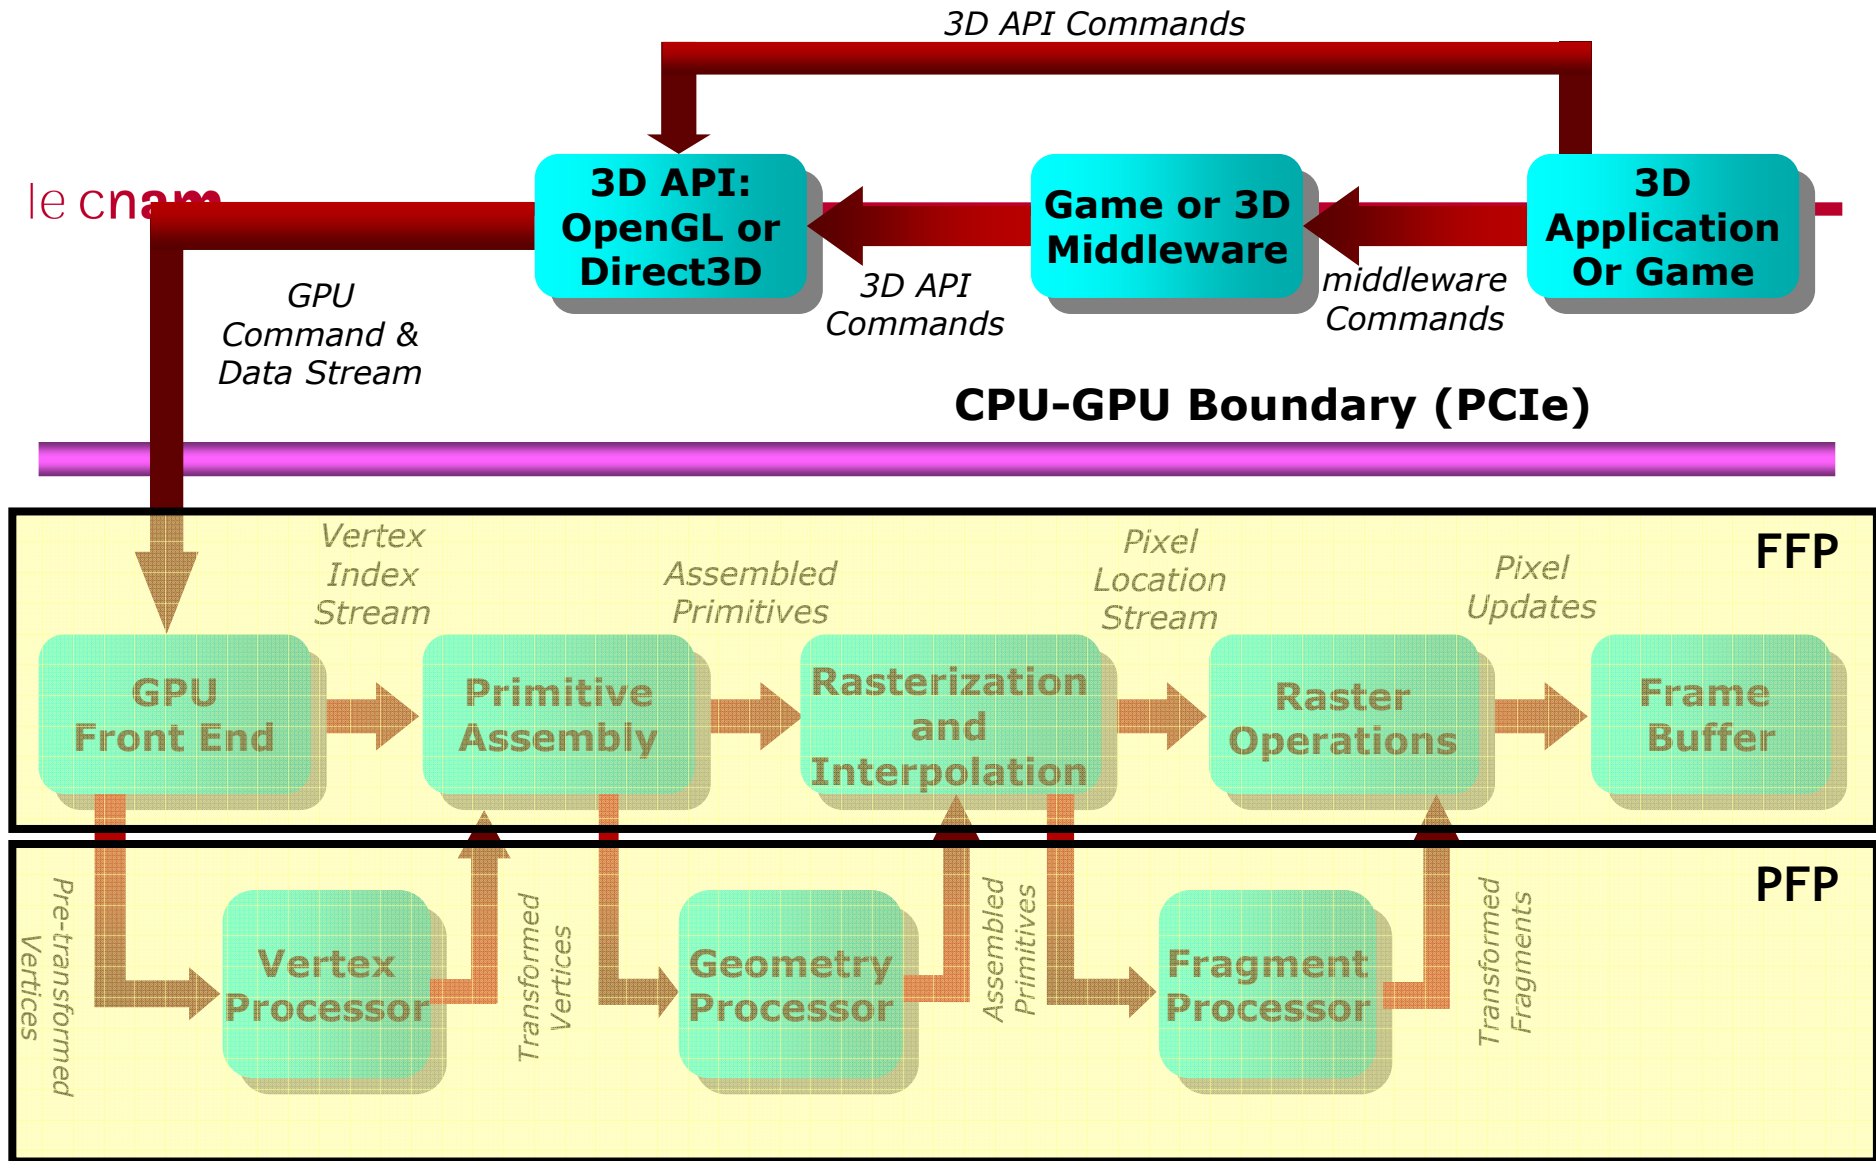 3D API Commands
le cnam
3D API:
OpenGL or
Direct3D
Game or 3D
Middleware
3D
Application
Or Game
GPU
Command &
Data Stream
3D API
Commands
middleware
Commands
CPU-GPU Boundary (PCIe)
FFP
Vertex
Index
Stream
Assembled
Primitives
Pixel
Location
Stream
Pixel
Updates
GPU
Front End
Primitive
Assembly
Rasterization
and
Interpolation
Raster
Operations
Frame
Buffer
PFP
Pre-transformed
Vertices
Vertex
Processor
Transformed
Vertices
Geometry
Processor
Assembled
Primitives
Fragment
Processor
Transformed
Fragments